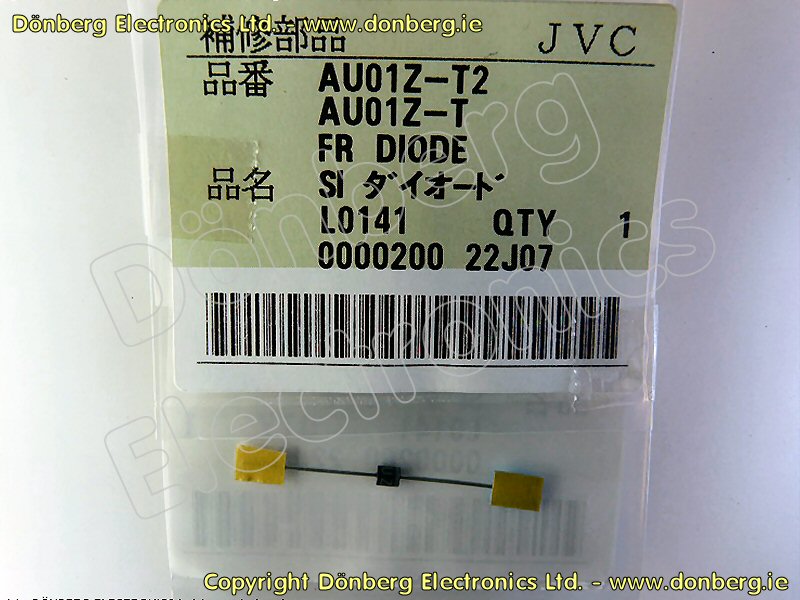 Dönberg Electronics Ltd. - www.donberg.ie
補修部品 JVC
品番 AU01Z-T2
AU01Z-T
FR DIODE
品名 SI ダイオード
L0141 QTY 1
0000200 22J07
Dönberg
Electronics
Copyright Dönberg Electronics Ltd. - www.donberg.ie